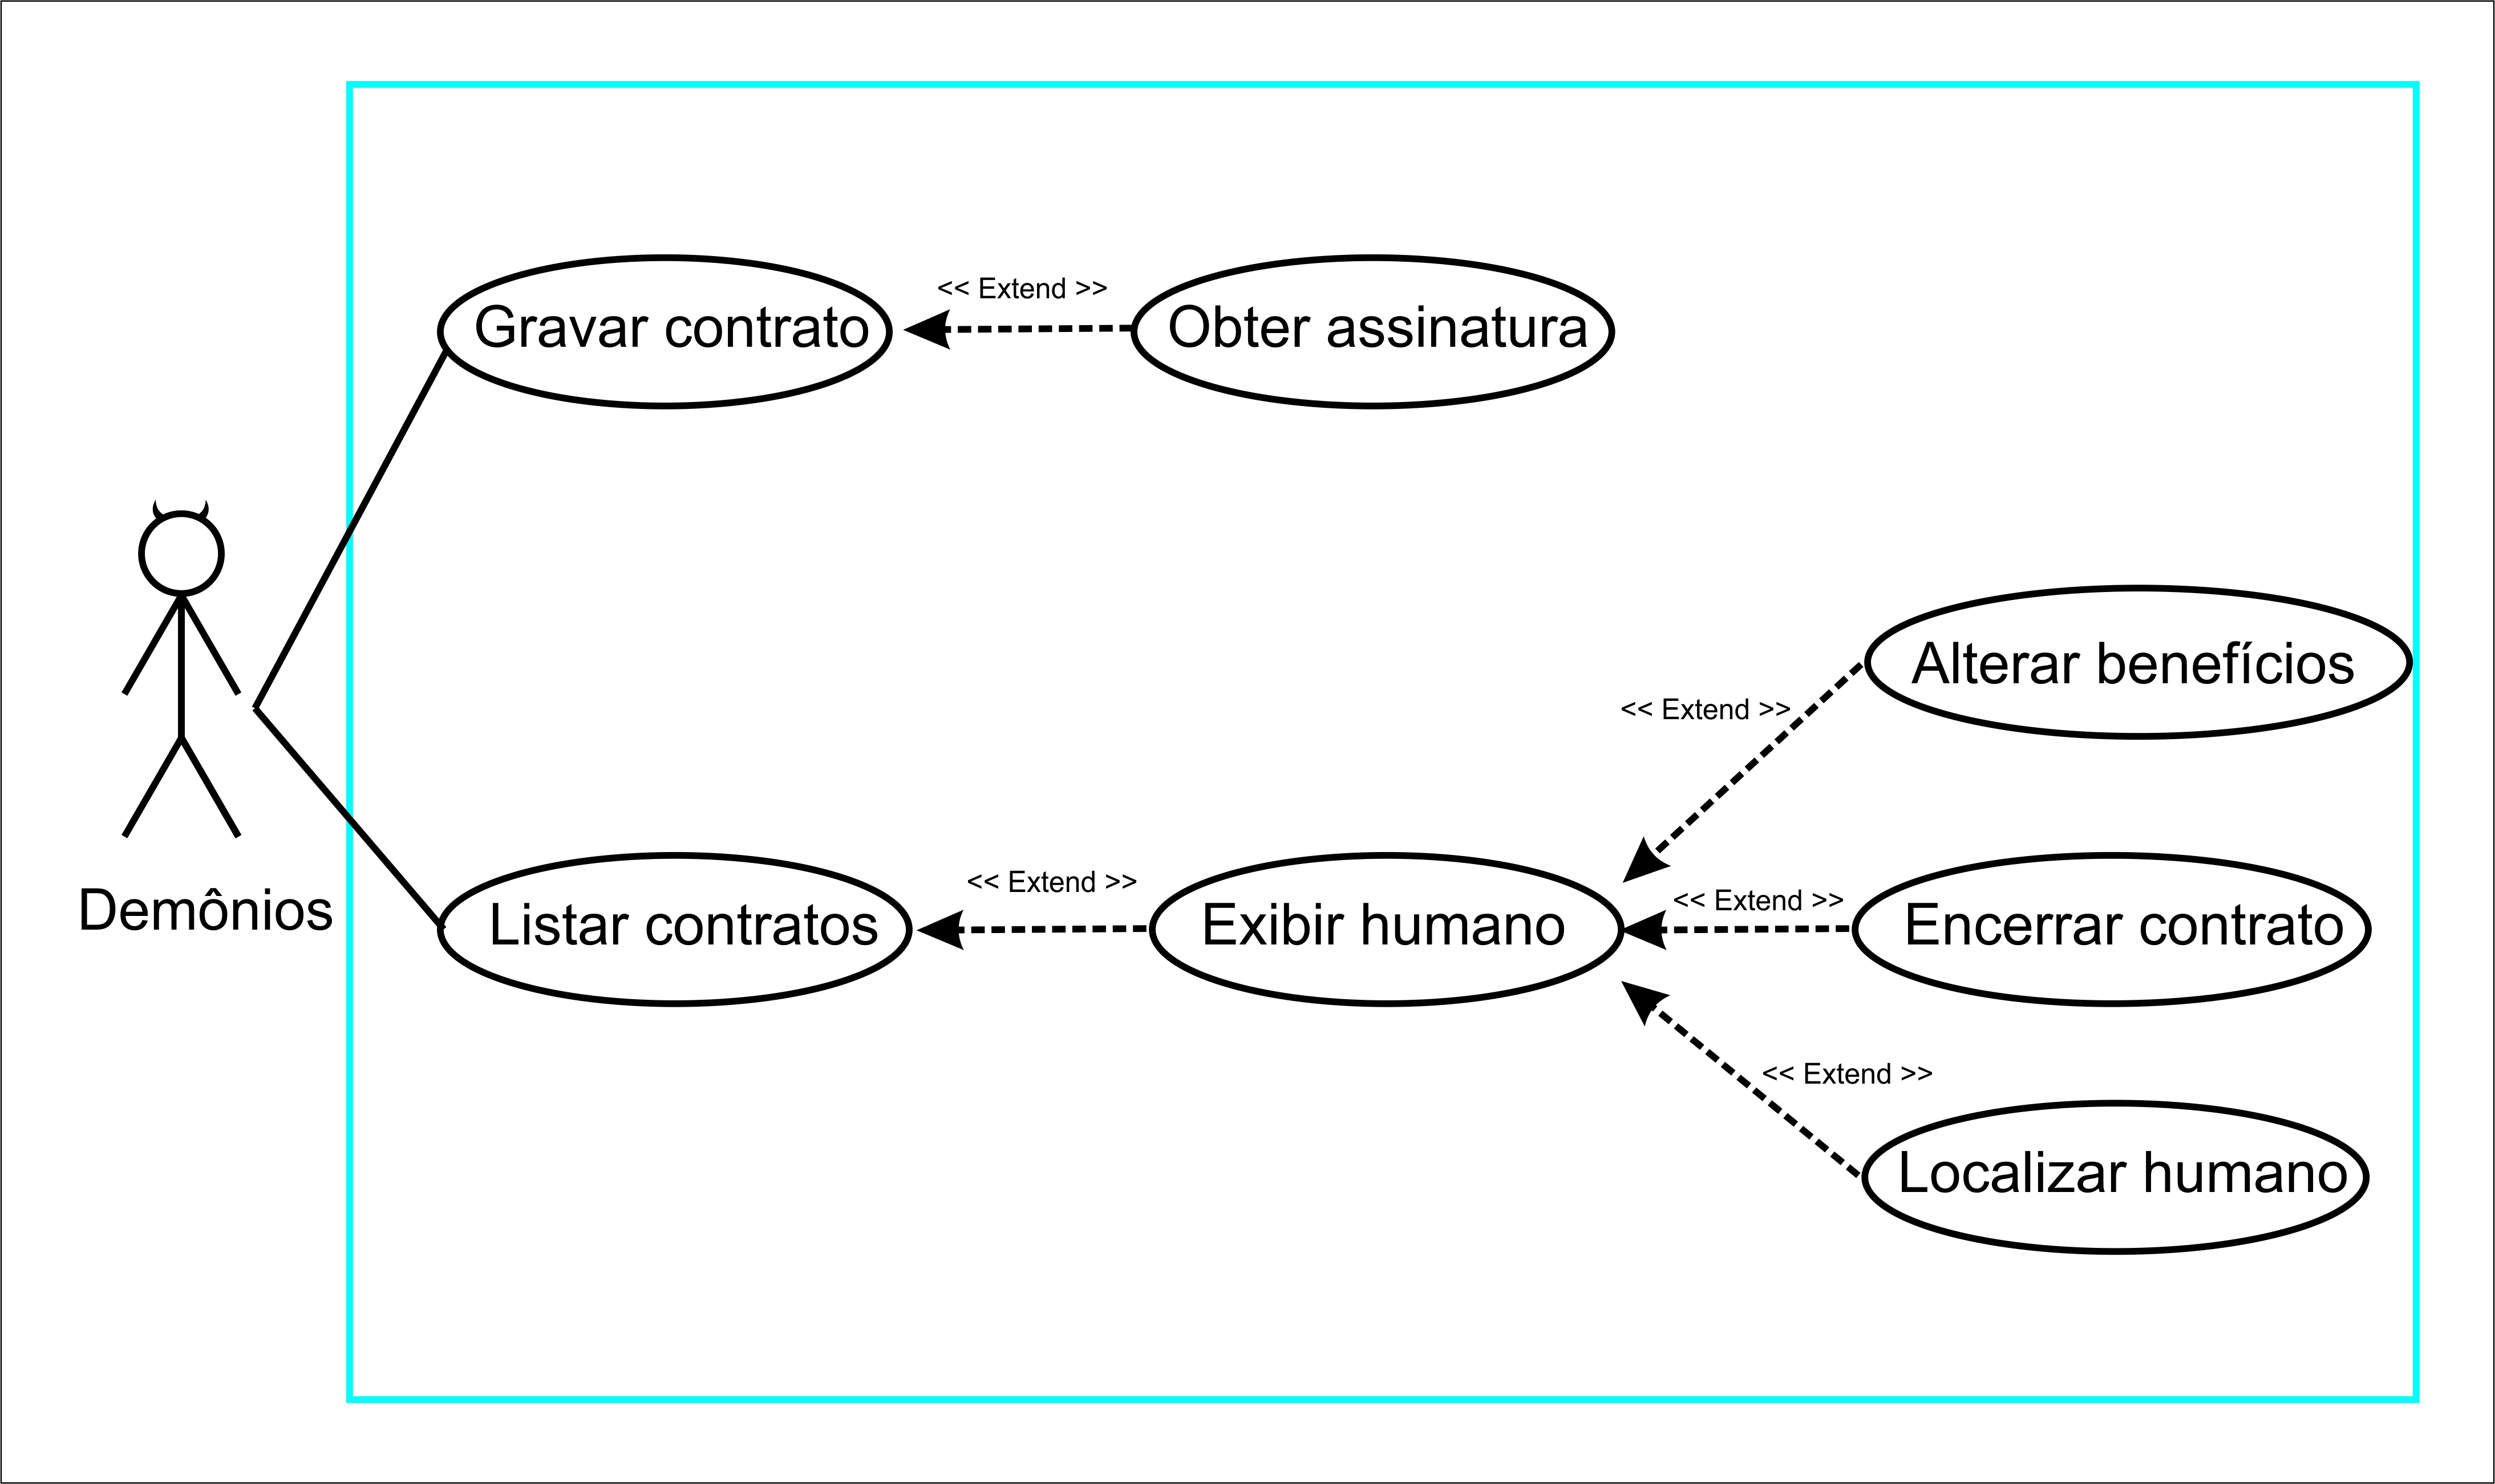 << Extend >>
Gravar contrato
Obter assinatura
Alterar benefícios
<< Extend >>
Demônios
<< Extend >>
<< Extend >>
Listar contratos
Exibir humano
Encerrar contrato
<< Extend >>
Localizar humano